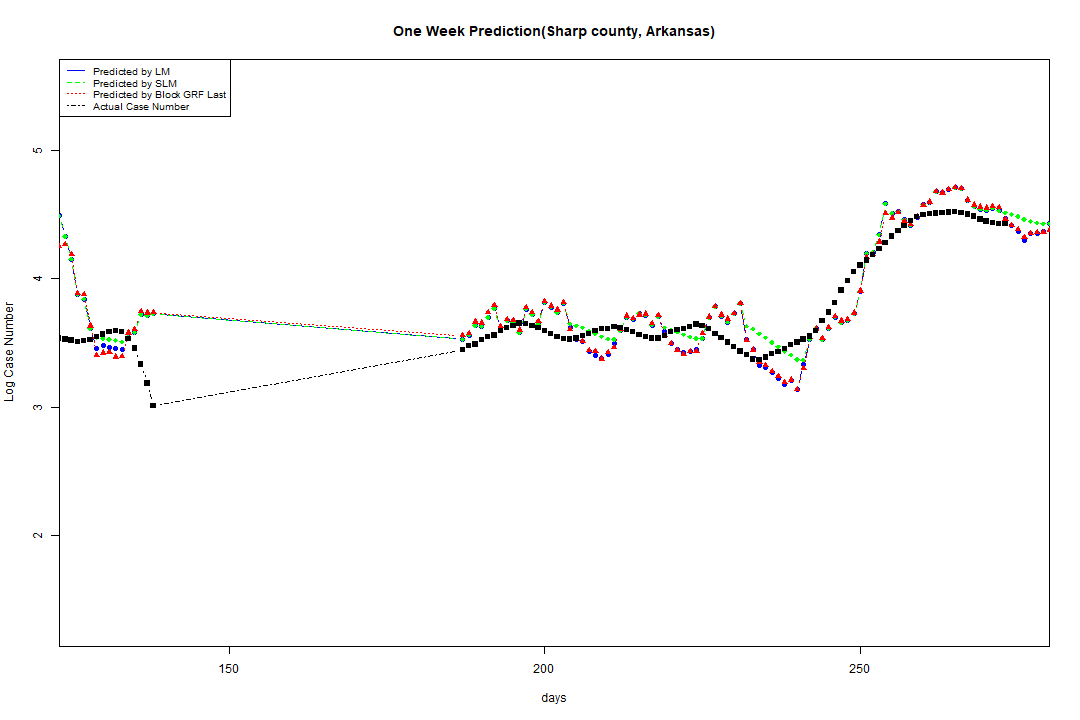 One Week Prediction(Sharp county, Arkansas)
Predicted by LM
Predicted by SLM
Predicted by Block GRF Last
Actual Case Number
5
4
3
2
Log Case Number
150
200
250
days